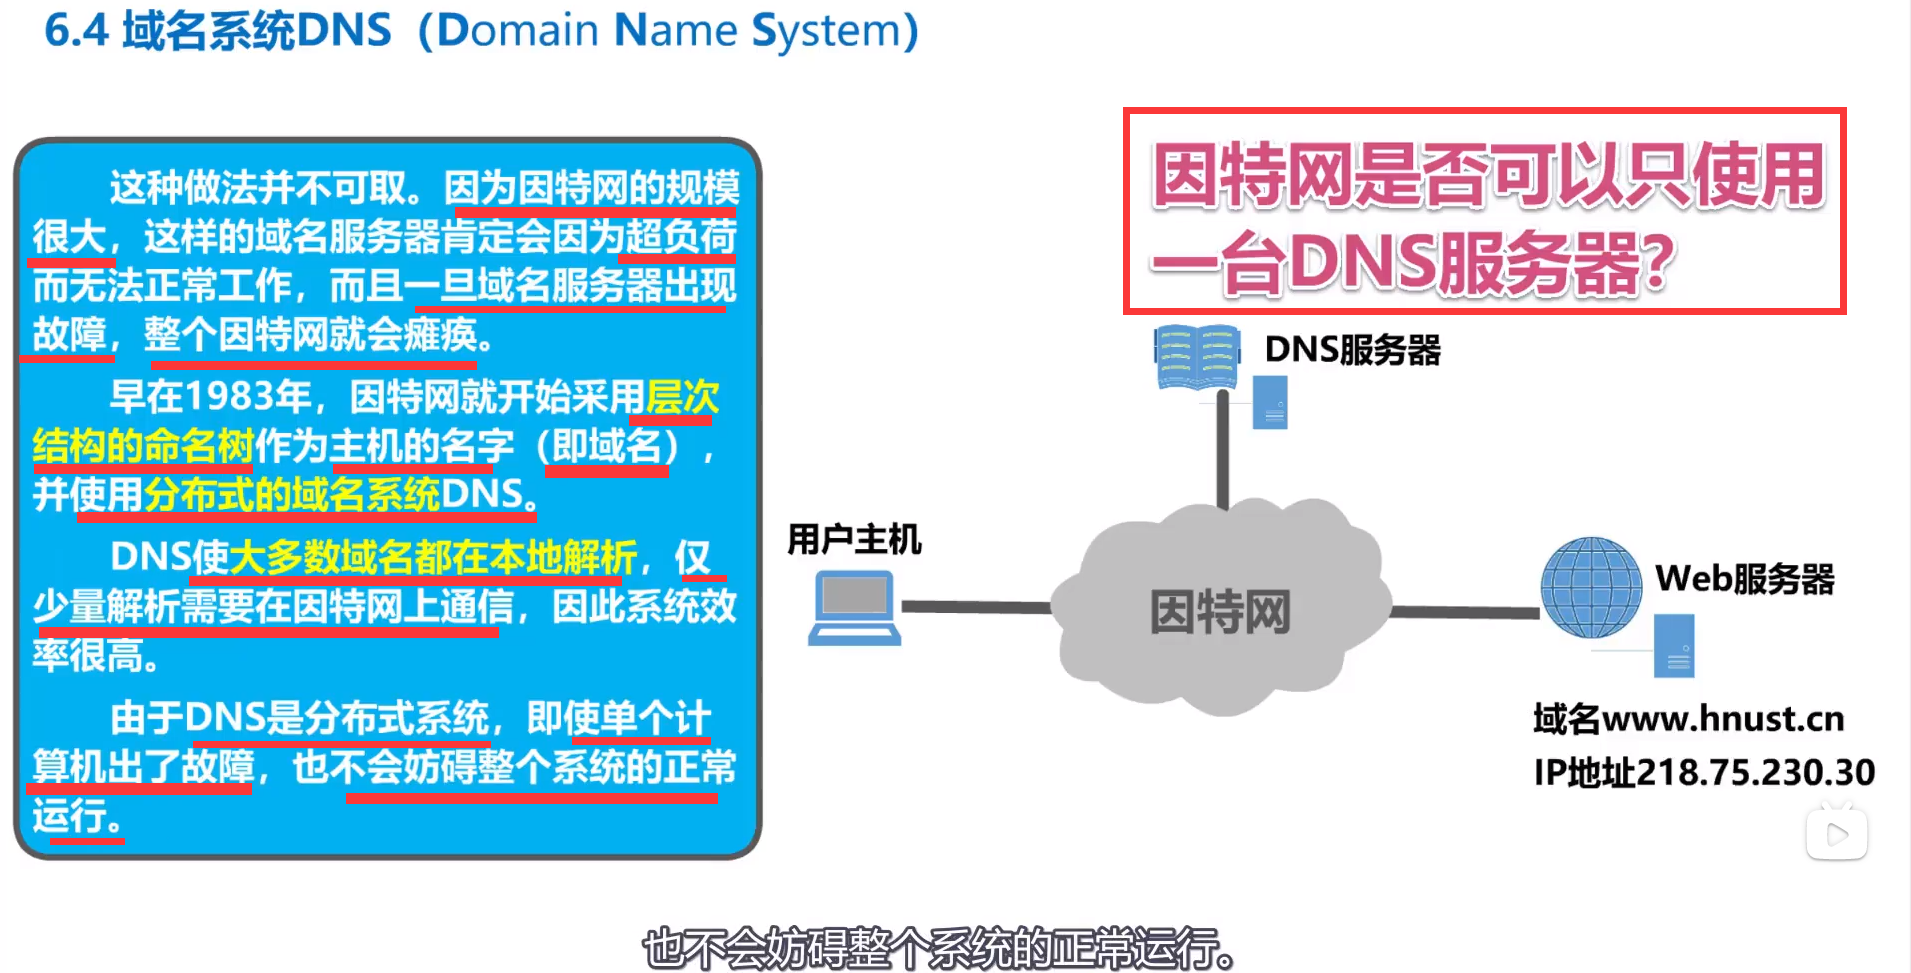 6.4 域名系统DNS（Domain Name System）
因特网是否可以只使用
一台DNS服务器？
这种做法并不可取。因为因特网的规模
很大，这样的域名服务器肯定会因为超负荷
而无法正常工作，而且一旦域名服务器出现
故障，整个因特网就会瘫痪。
早在1983年，因特网就开始采用层次
结构的命名树作为主机的名字（即域名），
并使用分布式的域名系统DNS。
DNS使大多数域名都在本地解析，仅
少量解析需要在因特网上通信，因此系统效
率很高。
由于DNS是分布式系统，即使单个计
算机出了故障，也不会妨碍整个系统的正常
运行。
DNS服务器
用户主机
因特网
Web服务器
域名www.hnust.cn
IP地址218.75.230.30
也不会妨碍整个系统的正常运行。